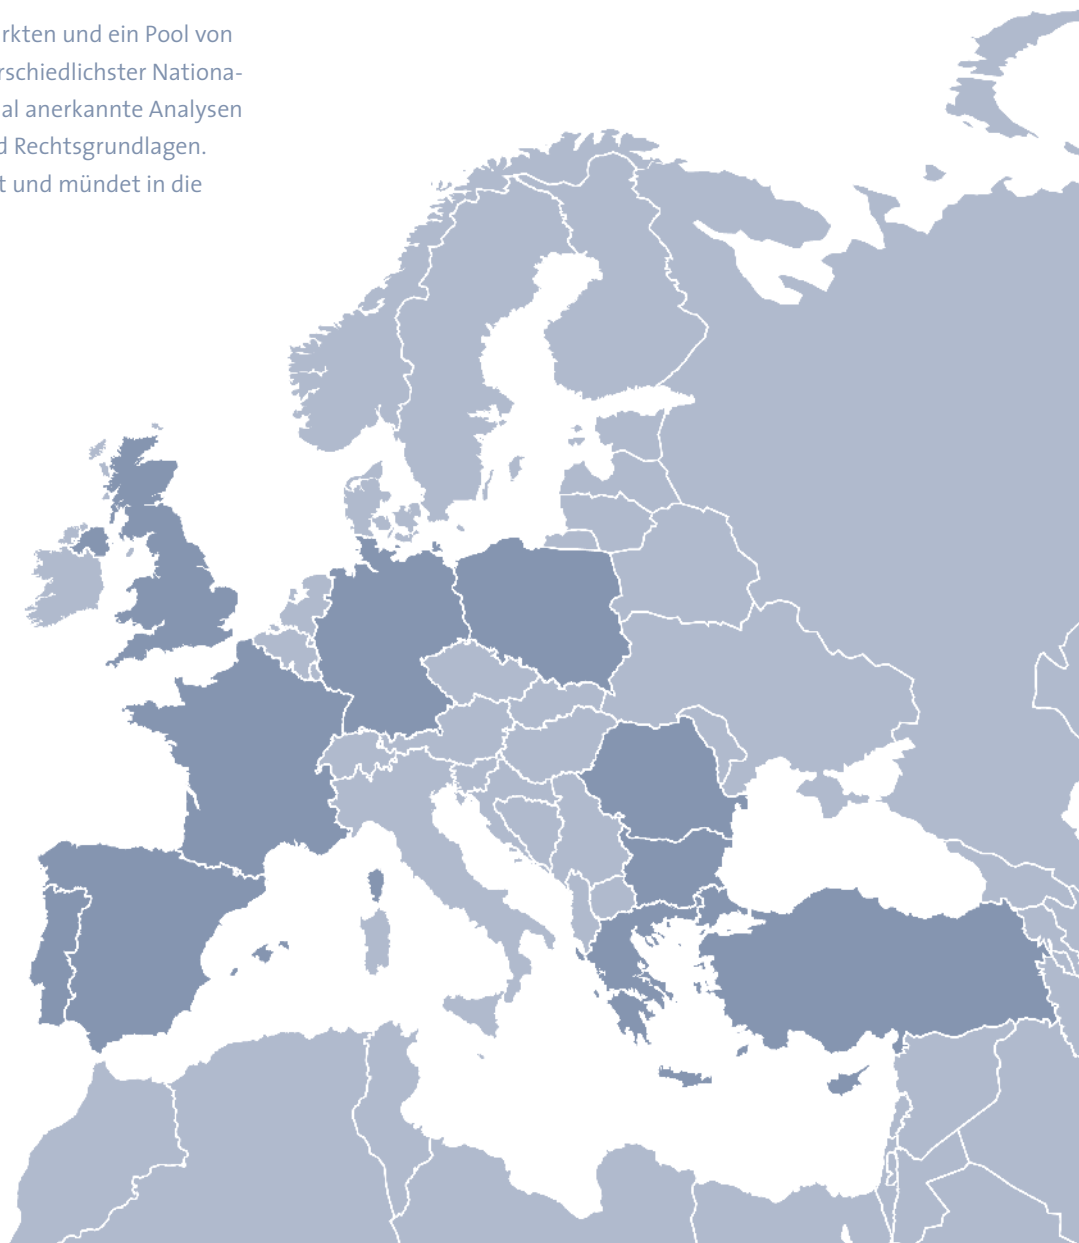 rkten und ein Pool von
rschiedlichster Nationa-
al anerkannte Analysen
d Rechtsgrundlagen.
t und mündet in die